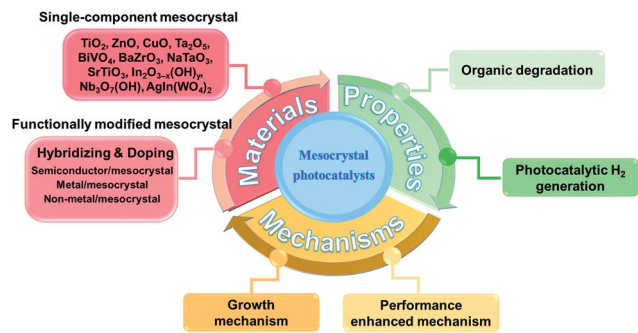 Single-component mesocrystal
TiO₂, ZnO, CuO, Ta₂O₅,
BiVO₄, BaZrO₃, NaTaO₃,
SrTiO₃, In₂O₃₋ₓ(OH)ᵧ,
Nb₃O₇(OH), AgIn(WO₄)₂
Functionally modified mesocrystal
Hybridizing & Doping
Semiconductor/mesocrystal
Metal/mesocrystal
Non-metal/mesocrystal
Materials
Properties
Mechanisms
Mesocrystal
photocatalysts
Organic degradation
Photocatalytic H₂
generation
Growth
mechanism
Performance
enhanced mechanism